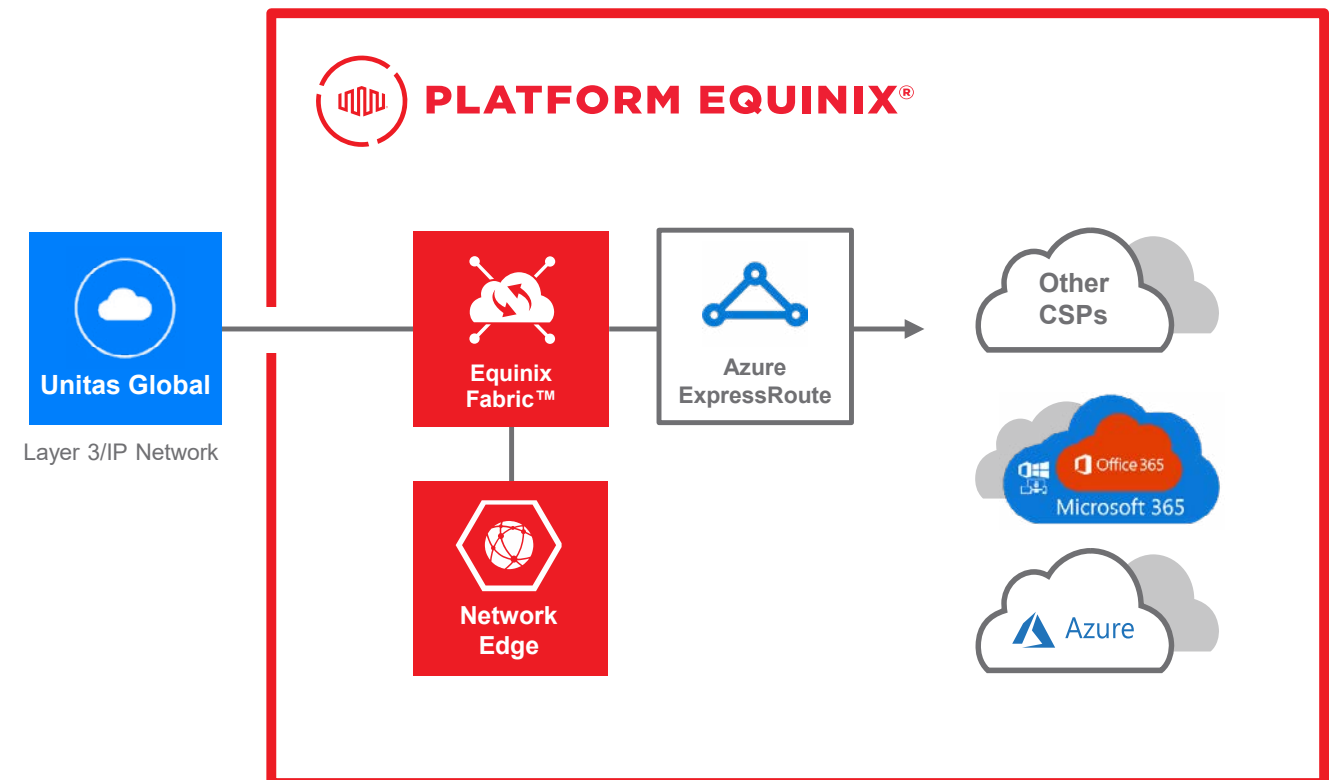 PLATFORM EQUINIX®
Unitas Global
Layer 3/IP Network
Equinix
Fabric™
Azure
ExpressRoute
Network
Edge
Other
CSPs
Office 365
Microsoft 365
Azure